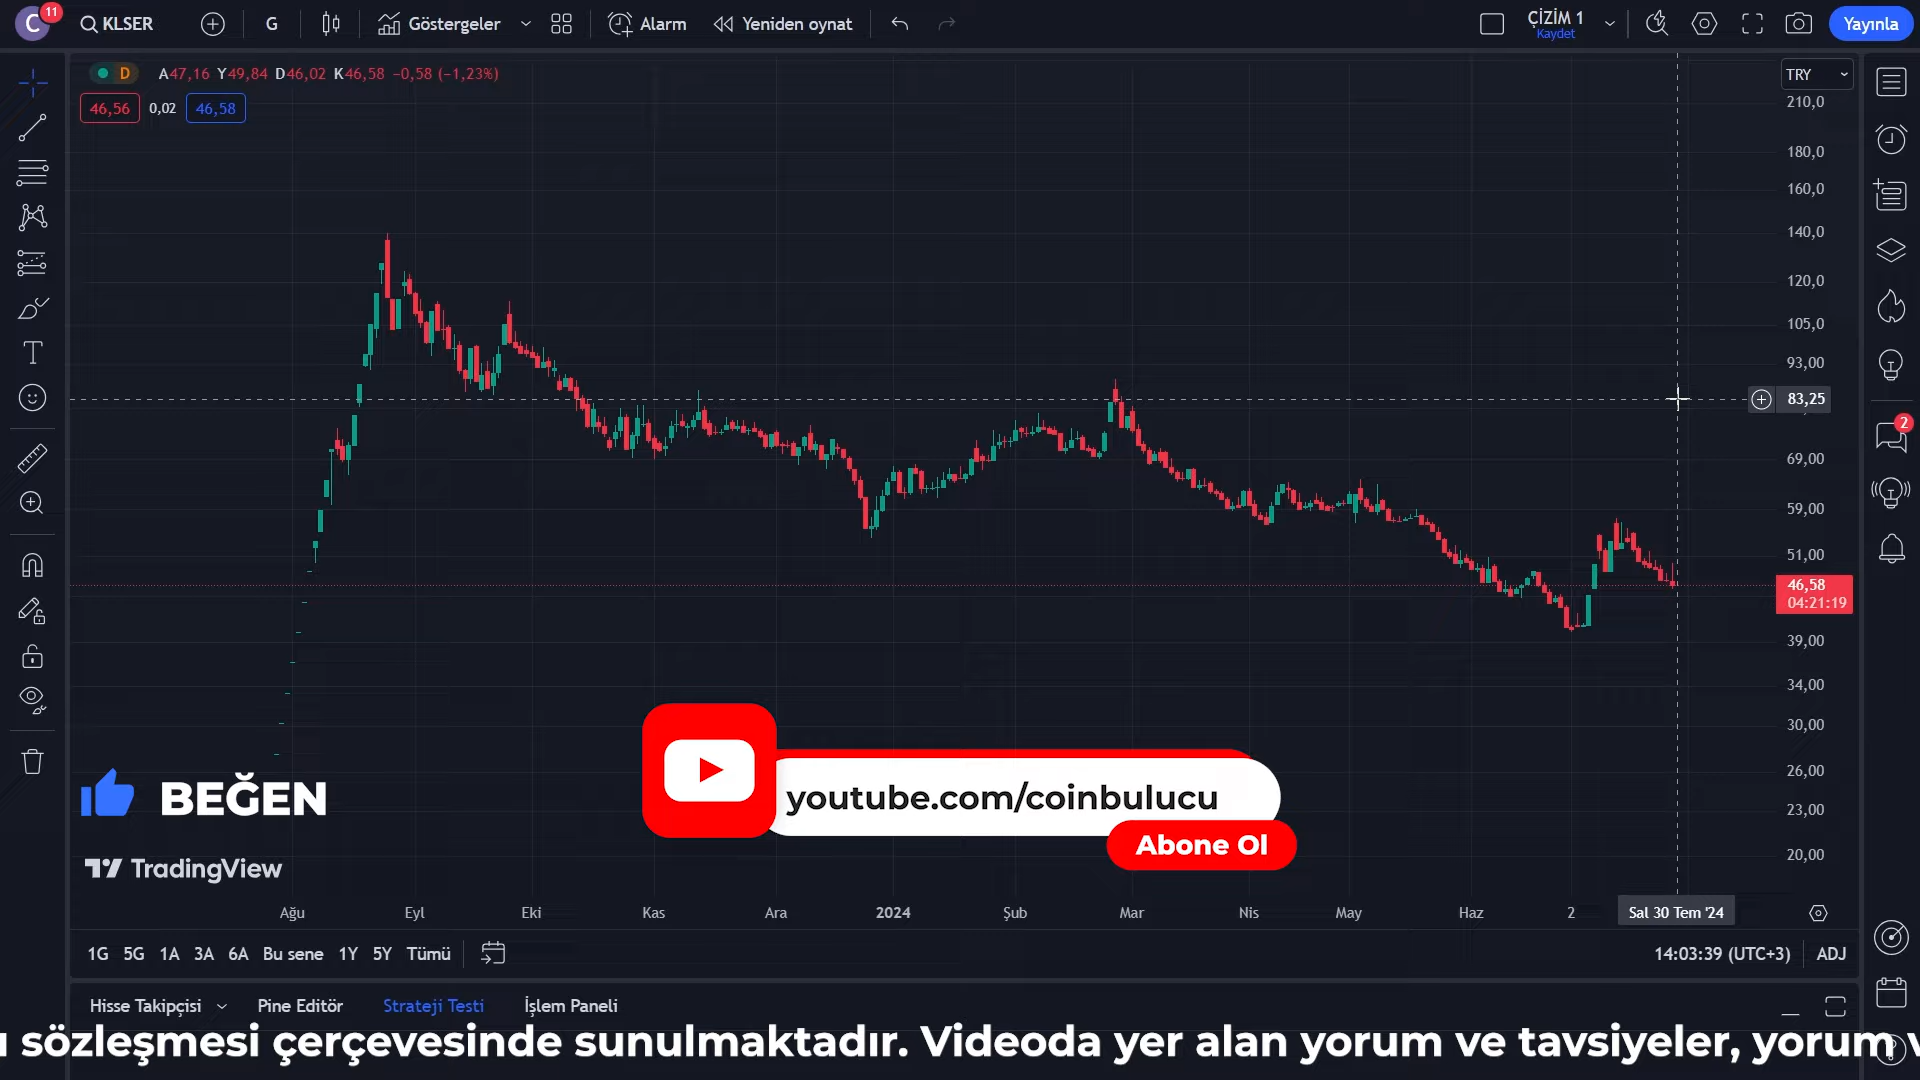 C 11 KLSER G Göstergeler Alarm Yeniden oynat ÇİZİM 1 Yayınla
Kaydet
D A47,16 Y49,84 D46,02 K46,58 −0,58 (−1,23%)
46,56 0,02 46,58
TRY
210,0
180,0
160,0
140,0
120,0
105,0
93,00
83,25
69,00
59,00
51,00
46,58
04:21:19
39,00
34,00
30,00
26,00
23,00
20,00
2
BEĞEN
youtube.com/coinbulucu
Abone Ol
TradingView
Ağu Eyl Eki Kas Ara 2024 Şub Mar Nis May Haz 2 Sal 30 Tem '24
1G 5G 1A 3A 6A Bu sene 1Y 5Y Tümü 14:03:39 (UTC+3) ADJ
Hisse Takipçisi Pine Editör Strateji Testi İşlem Paneli
sözleşmesi çerçevesinde sunulmaktadır. Videoda yer alan yorum ve tavsiyeler, yorum